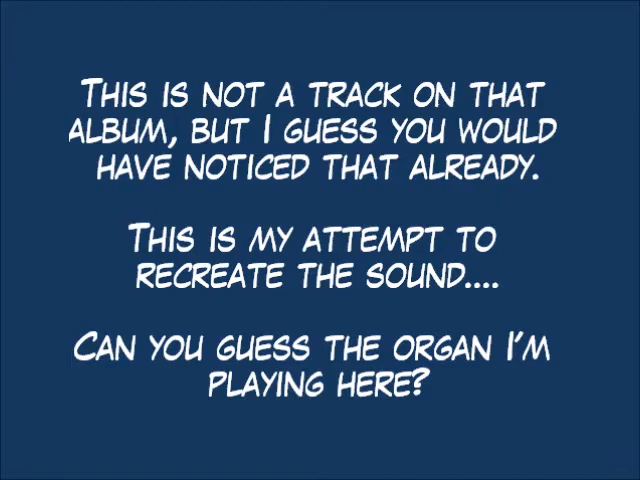 This is not a track on that
album, but I guess you would
have noticed that already.
This is my attempt to
recreate the sound....
Can you guess the organ I'm
playing here?